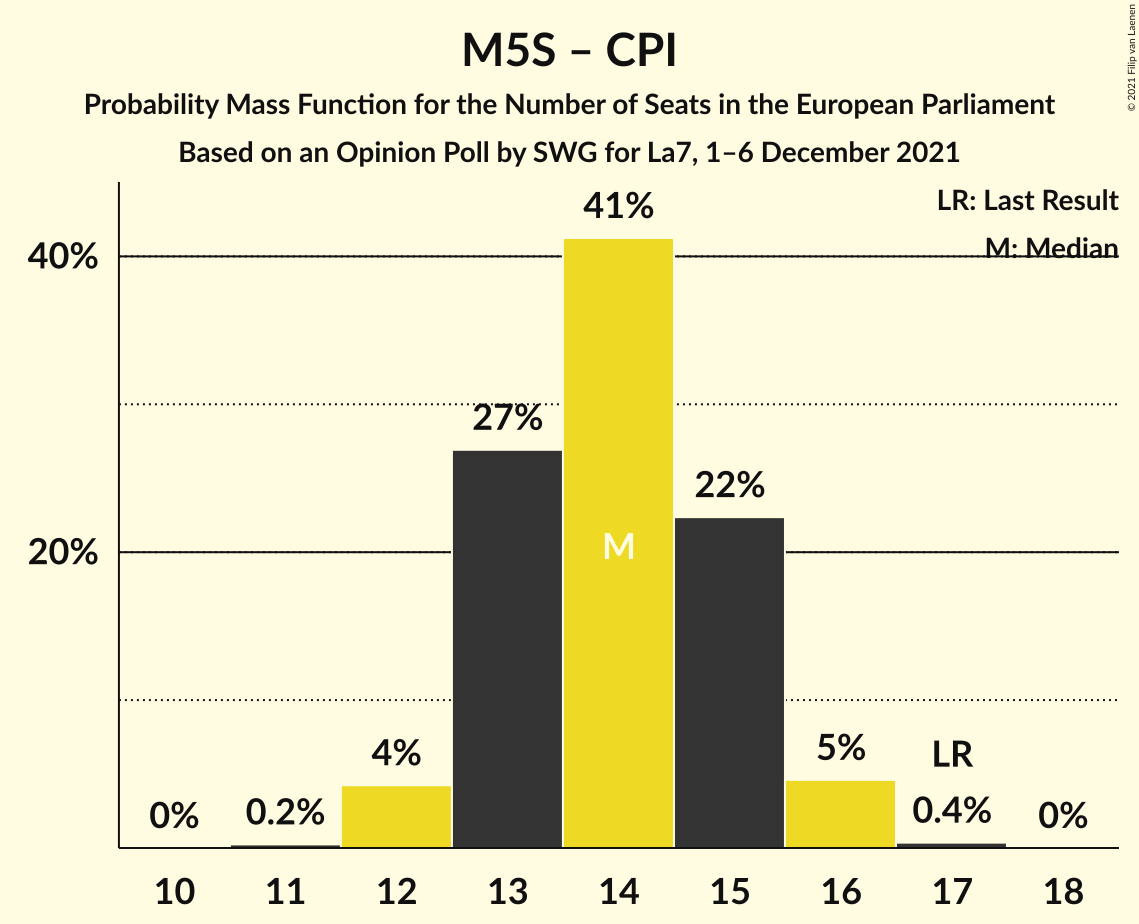 M5S – CPI
Probability Mass Function for the Number of Seats in the European Parliament
Based on an Opinion Poll by SWG for La7, 1–6 December 2021
© 2021 Filip van Laenen
LR: Last Result
M: Median
40%
20%
0%
0.2%
4%
27%
41%
M
22%
5%
LR
0.4%
0%
10 11 12 13 14 15 16 17 18